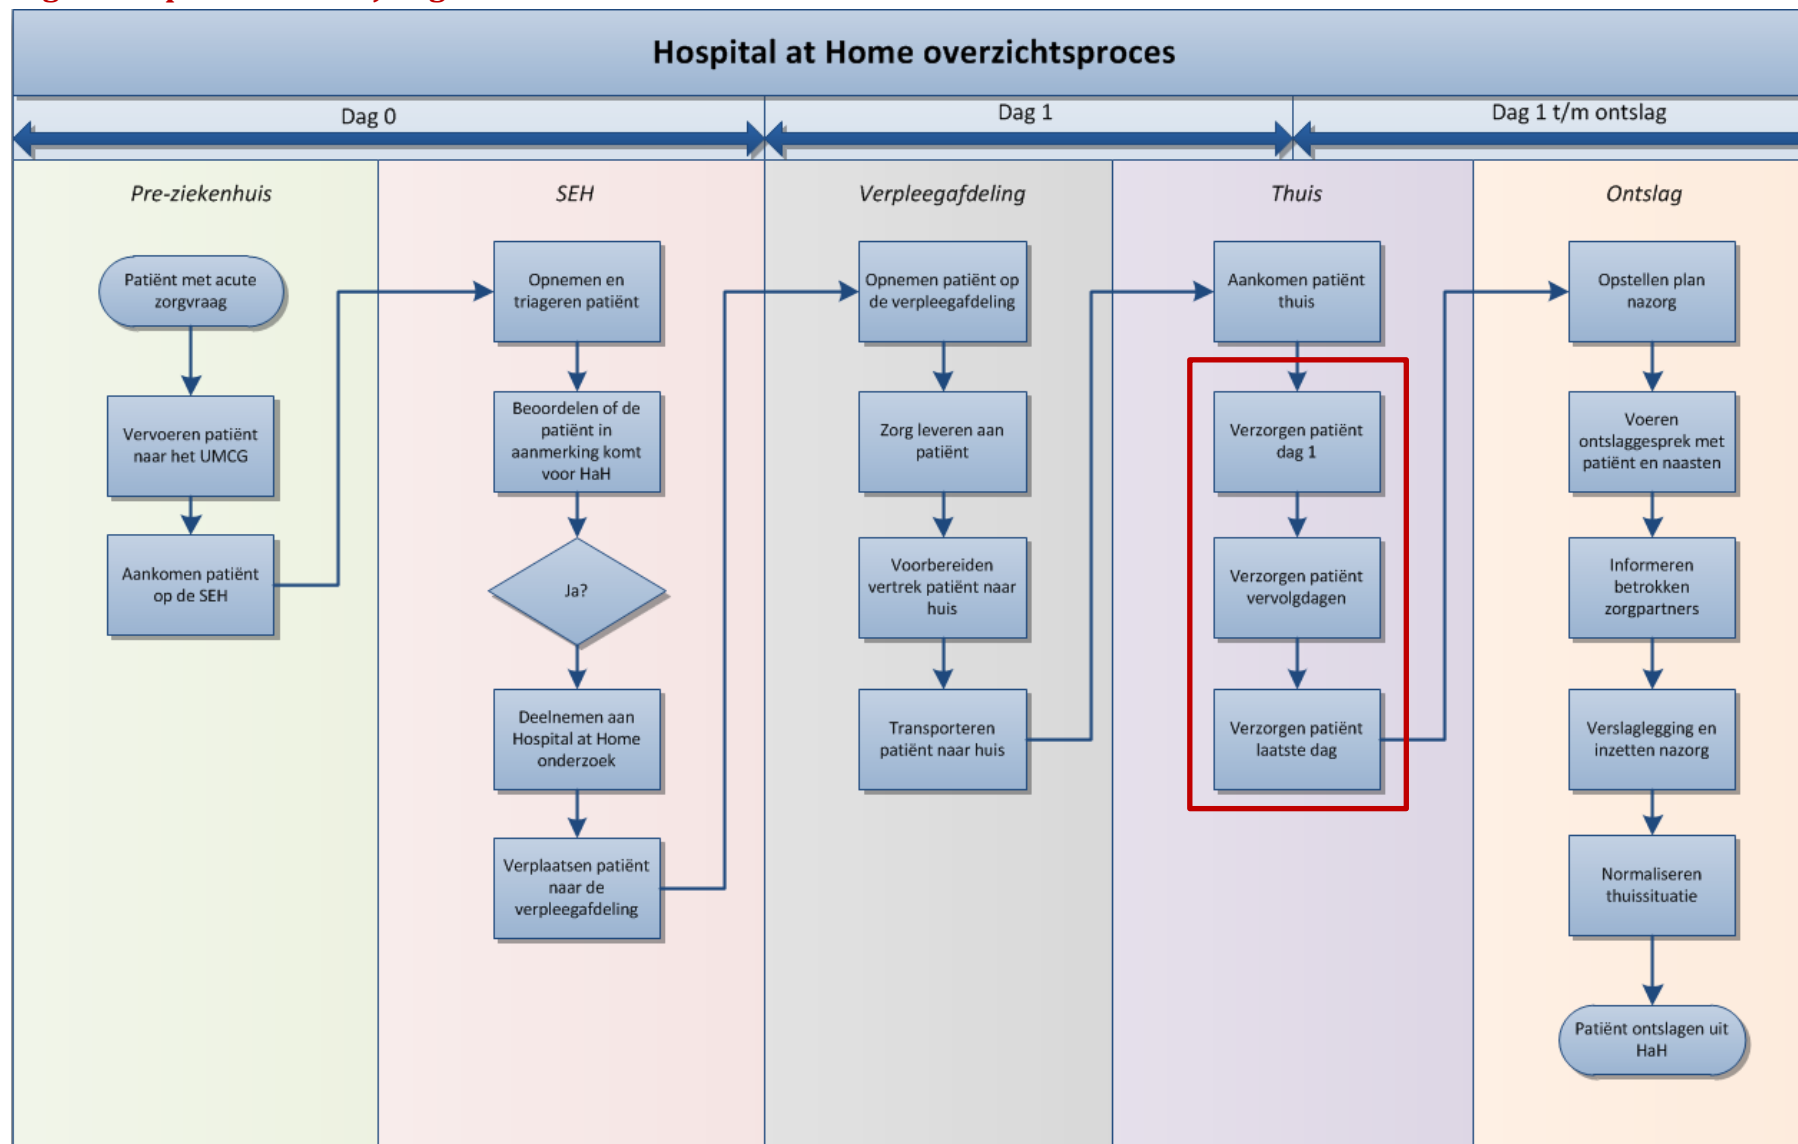 Hospital at Home overzichtsproces
Dag 0
Dag 1
Dag 1 t/m ontslag
Pre-ziekenhuis
SEH
Verpleegafdeling
Thuis
Ontslag
Patiënt met acute
zorgvraag
Vervoeren patiënt
naar het UMCG
Aankomen patiënt
op de SEH
Opnemen en
triageren patiënt
Beoordelen of de
patiënt in
aanmerking komt
voor HaH
Ja?
Deelnemen aan
Hospital at Home
onderzoek
Verplaatsen patiënt
naar de
verpleegafdeling
Opnemen patiënt op
de verpleegafdeling
Zorg leveren aan
patiënt
Voorbereiden
vertrek patiënt naar
huis
Transporteren
patiënt naar huis
Aankomen patiënt
thuis
Verzorgen patiënt
dag 1
Verzorgen patiënt
vervolgdagen
Verzorgen patiënt
laatste dag
Opstellen plan
nazorg
Voeren
ontslaggesprek met
patiënt en naasten
Informeren
betrokken
zorgpartners
Verslaglegging en
inzetten nazorg
Normaliseren
thuissituatie
Patiënt ontslagen uit
HaH